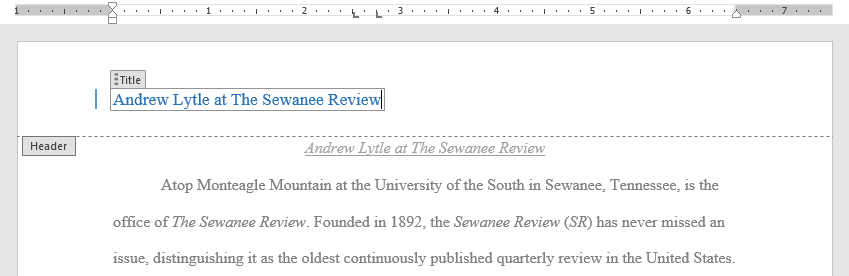 1 1 2 3 4 5 6 7
Title
Andrew Lytle at The Sewanee Review
Header
Andrew Lytle at The Sewanee Review
Atop Monteagle Mountain at the University of the South in Sewanee, Tennessee, is the
office of The Sewanee Review. Founded in 1892, the Sewanee Review (SR) has never missed an
issue, distinguishing it as the oldest continuously published quarterly review in the United States.